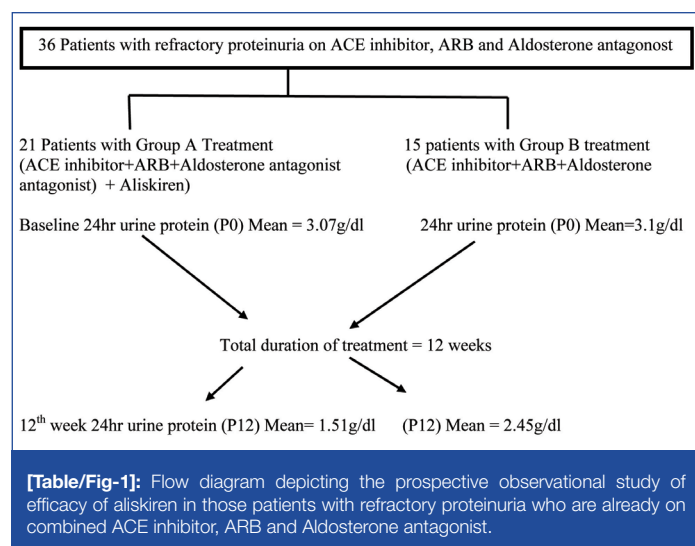 36 Patients with refractory proteinuria on ACE inhibitor, ARB and Aldosterone antagonost
21 Patients with Group A Treatment
(ACE inhibitor+ARB+Aldosterone antagonist
antagonist) + Aliskiren)
15 patients with Group B treatment
(ACE inhibitor+ARB+Aldosterone
Baseline 24hr urine protein (P0) Mean = 3.07g/dl
24hr urine protein (P0) Mean=3.1g/dl
Total duration of treatment = 12 weeks
12th week 24hr urine protein (P12) Mean= 1.51g/dl
(P12) Mean = 2.45g/dl
[Table/Fig-1]: Flow diagram depicting the prospective observational study of
efficacy of aliskiren in those patients with refractory proteinuria who are already on
combined ACE inhibitor, ARB and Aldosterone antagonist.